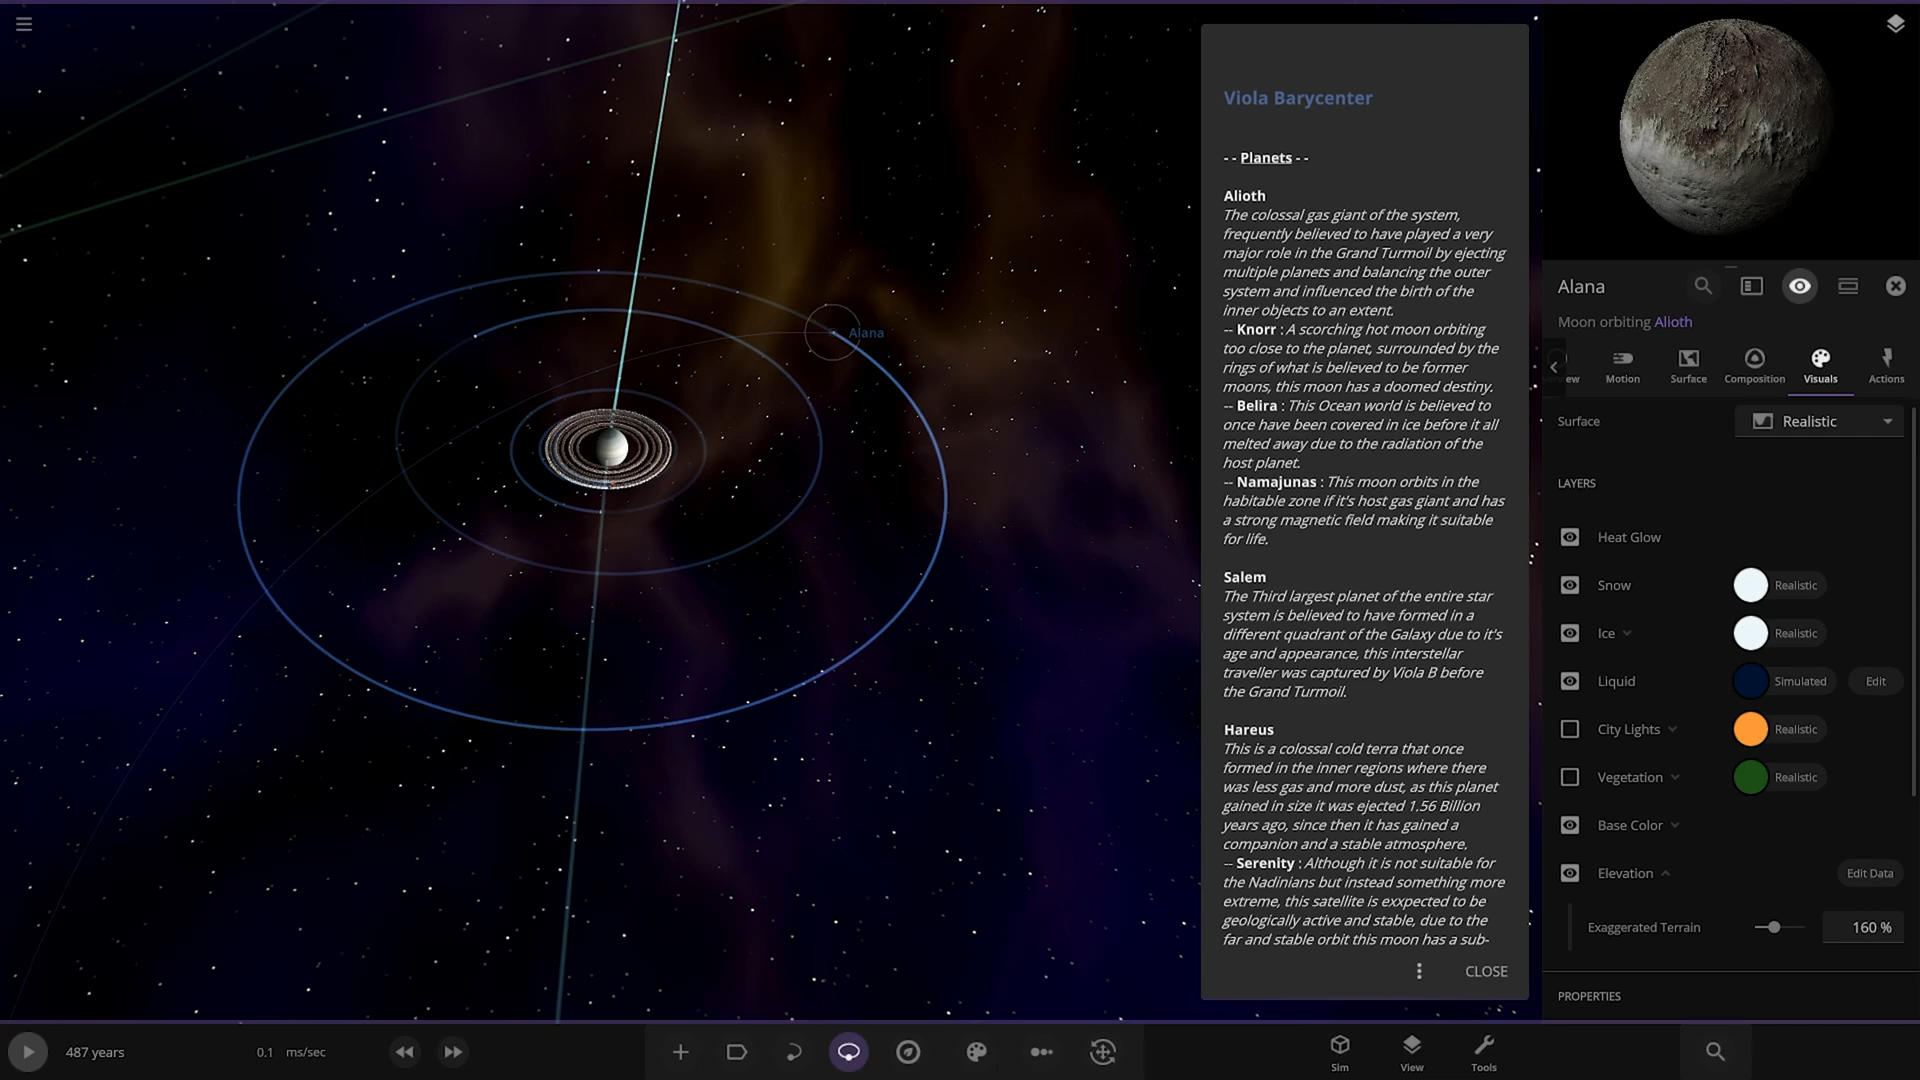 Viola Barycenter
- - Planets - -
Alioth
The colossal gas giant of the system,
frequently believed to have played a very
major role in the Grand Turmoil by ejecting
multiple planets and balancing the outer
system and influenced the birth of the
inner objects to an extent.
-- Knorr : A scorching hot moon orbiting
too close to the planet, surrounded by the
rings of what is believed to be former
moons, this moon has a doomed destiny.
-- Belira : This Ocean world is believed to
once have been covered in ice before it all
melted away due to the radiation of the
host planet.
-- Namajunas : This moon orbits in the
habitable zone if it's host gas giant and has
a strong magnetic field making it suitable
for life.
Salem
The Third largest planet of the entire star
system is believed to have formed in a
different quadrant of the Galaxy due to it's
age and appearance, this interstellar
traveller was captured by Viola B before
the Grand Turmoil.
Hareus
This is a colossal cold terra that once
formed in the inner regions where there
was less gas and more dust, as this planet
gained in size it was ejected 1,56 Billion
years ago, since then it has gained a
companion and a stable atmosphere.
-- Serenity : Although it is not suitable for
the Nadinians but instead something more
extreme, this satellite is exxpected to be
geologically active and stable, due to the
far and stable orbit this moon has a sub-
CLOSE
Alana
Alana
Moon orbiting Alioth
ew Motion Surface Composition Visuals Actions
Surface Realistic
LAYERS
Heat Glow
Snow Realistic
Ice Realistic
Liquid Simulated Edit
City Lights Realistic
Vegetation Realistic
Base Color
Elevation Edit Data
Exaggerated Terrain 160 %
PROPERTIES
487 years 0.1 ms/sec Sim View Tools